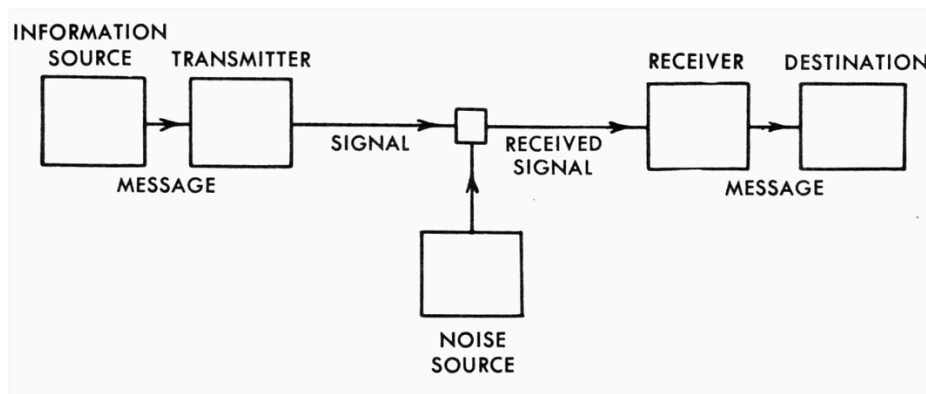 INFORMATION
SOURCE
TRANSMITTER
RECEIVER
DESTINATION
SIGNAL
RECEIVED
SIGNAL
MESSAGE
MESSAGE
NOISE
SOURCE